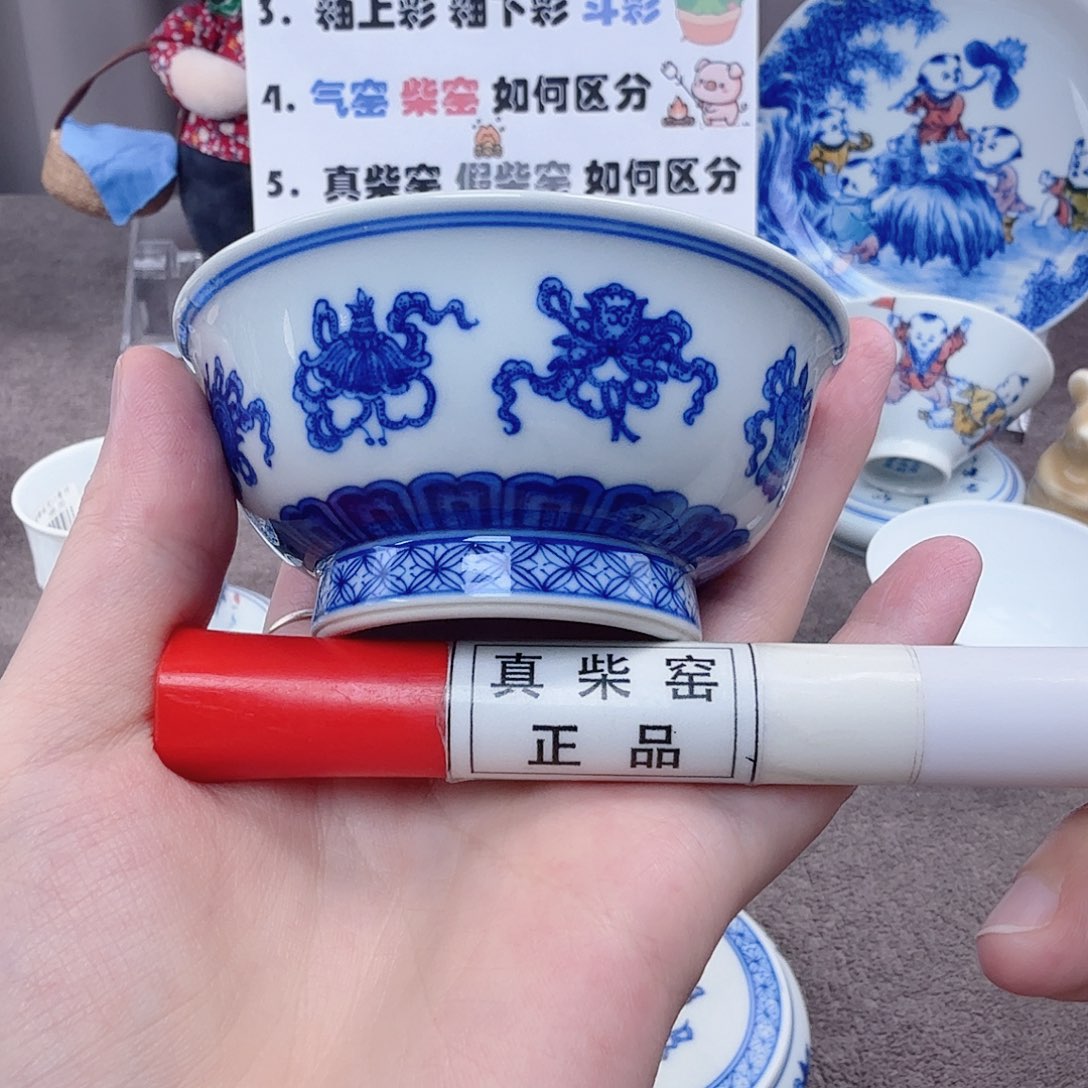 3. 釉上彩 釉下彩 斗彩
4. 气窑 柴窑 如何区分
5. 真柴窑 假柴窑 如何区分
真柴窑
正品